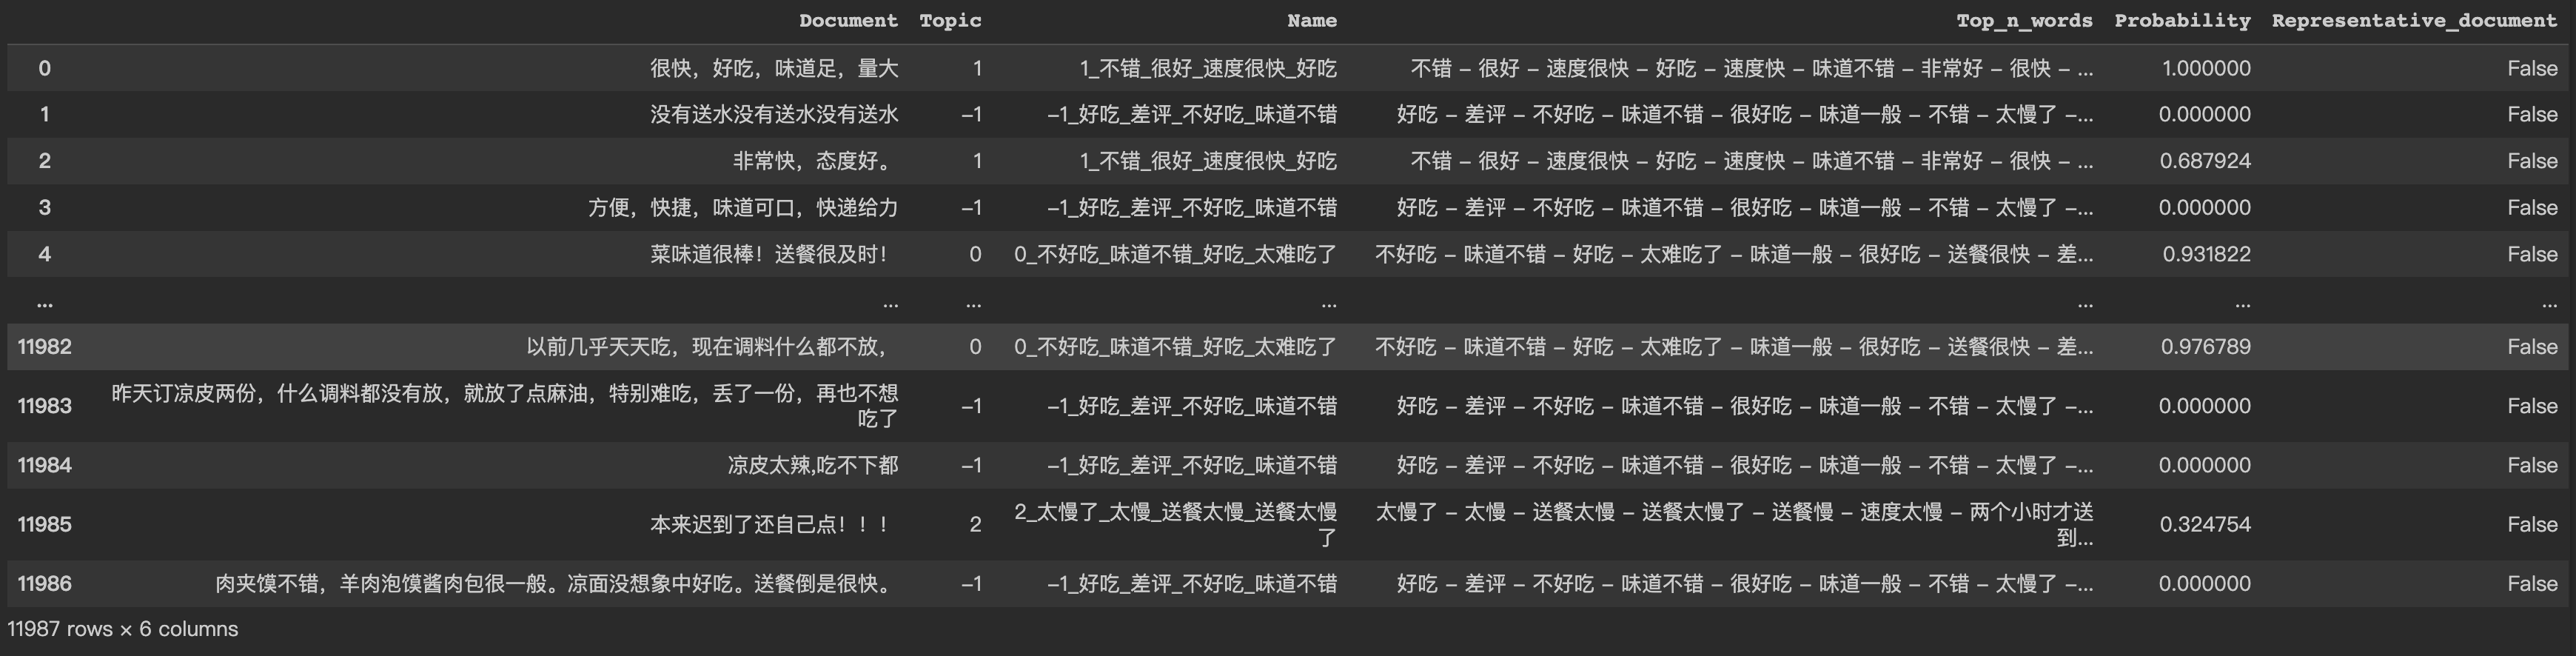 Document Topic Name Top_n_words Probability Representative_document
0 很快，好吃，味道足，量大 1 1_不错_很好_速度很快_好吃 不错 - 很好 - 速度很快 - 好吃 - 速度快 - 味道不错 - 非常好 - 很快 - ... 1.000000 False
1 没有送水没有送水没有送水 -1 -1_好吃_差评_不好吃_味道不错 好吃 - 差评 - 不好吃 - 味道不错 - 很好吃 - 味道一般 - 不错 - 太慢了 -... 0.000000 False
2 非常快，态度好。 1 1_不错_很好_速度很快_好吃 不错 - 很好 - 速度很快 - 好吃 - 速度快 - 味道不错 - 非常好 - 很快 - ... 0.687924 False
3 方便，快捷，味道可口，快递给力 -1 -1_好吃_差评_不好吃_味道不错 好吃 - 差评 - 不好吃 - 味道不错 - 很好吃 - 味道一般 - 不错 - 太慢了 -... 0.000000 False
4 菜味道很棒！送餐很及时！ 0 0_不好吃_味道不错_好吃_太难吃了 不好吃 - 味道不错 - 好吃 - 太难吃了 - 味道一般 - 很好吃 - 送餐很快 - 差... 0.931822 False
... ... ... ... ... ... ...
11982 以前几乎天天吃，现在调料什么都不放， 0 0_不好吃_味道不错_好吃_太难吃了 不好吃 - 味道不错 - 好吃 - 太难吃了 - 味道一般 - 很好吃 - 送餐很快 - 差... 0.976789 False
11983 昨天订凉皮两份，什么调料都没有放，就放了点麻油，特别难吃，丢了一份，再也不想
吃了 -1 -1_好吃_差评_不好吃_味道不错 好吃 - 差评 - 不好吃 - 味道不错 - 很好吃 - 味道一般 - 不错 - 太慢了 -... 0.000000 False
11984 凉皮太辣,吃不下都 -1 -1_好吃_差评_不好吃_味道不错 好吃 - 差评 - 不好吃 - 味道不错 - 很好吃 - 味道一般 - 不错 - 太慢了 -... 0.000000 False
11985 本来迟到了还自己点！！！ 2 2_太慢了_太慢_送餐太慢_送餐太慢
了 太慢了 - 太慢 - 送餐太慢 - 送餐太慢了 - 送餐慢 - 速度太慢 - 两个小时才送
到... 0.324754 False
11986 肉夹馍不错，羊肉泡馍酱肉包很一般。凉面没想象中好吃。送餐倒是很快。 -1 -1_好吃_差评_不好吃_味道不错 好吃 - 差评 - 不好吃 - 味道不错 - 很好吃 - 味道一般 - 不错 - 太慢了 -... 0.000000 False
11987 rows × 6 columns